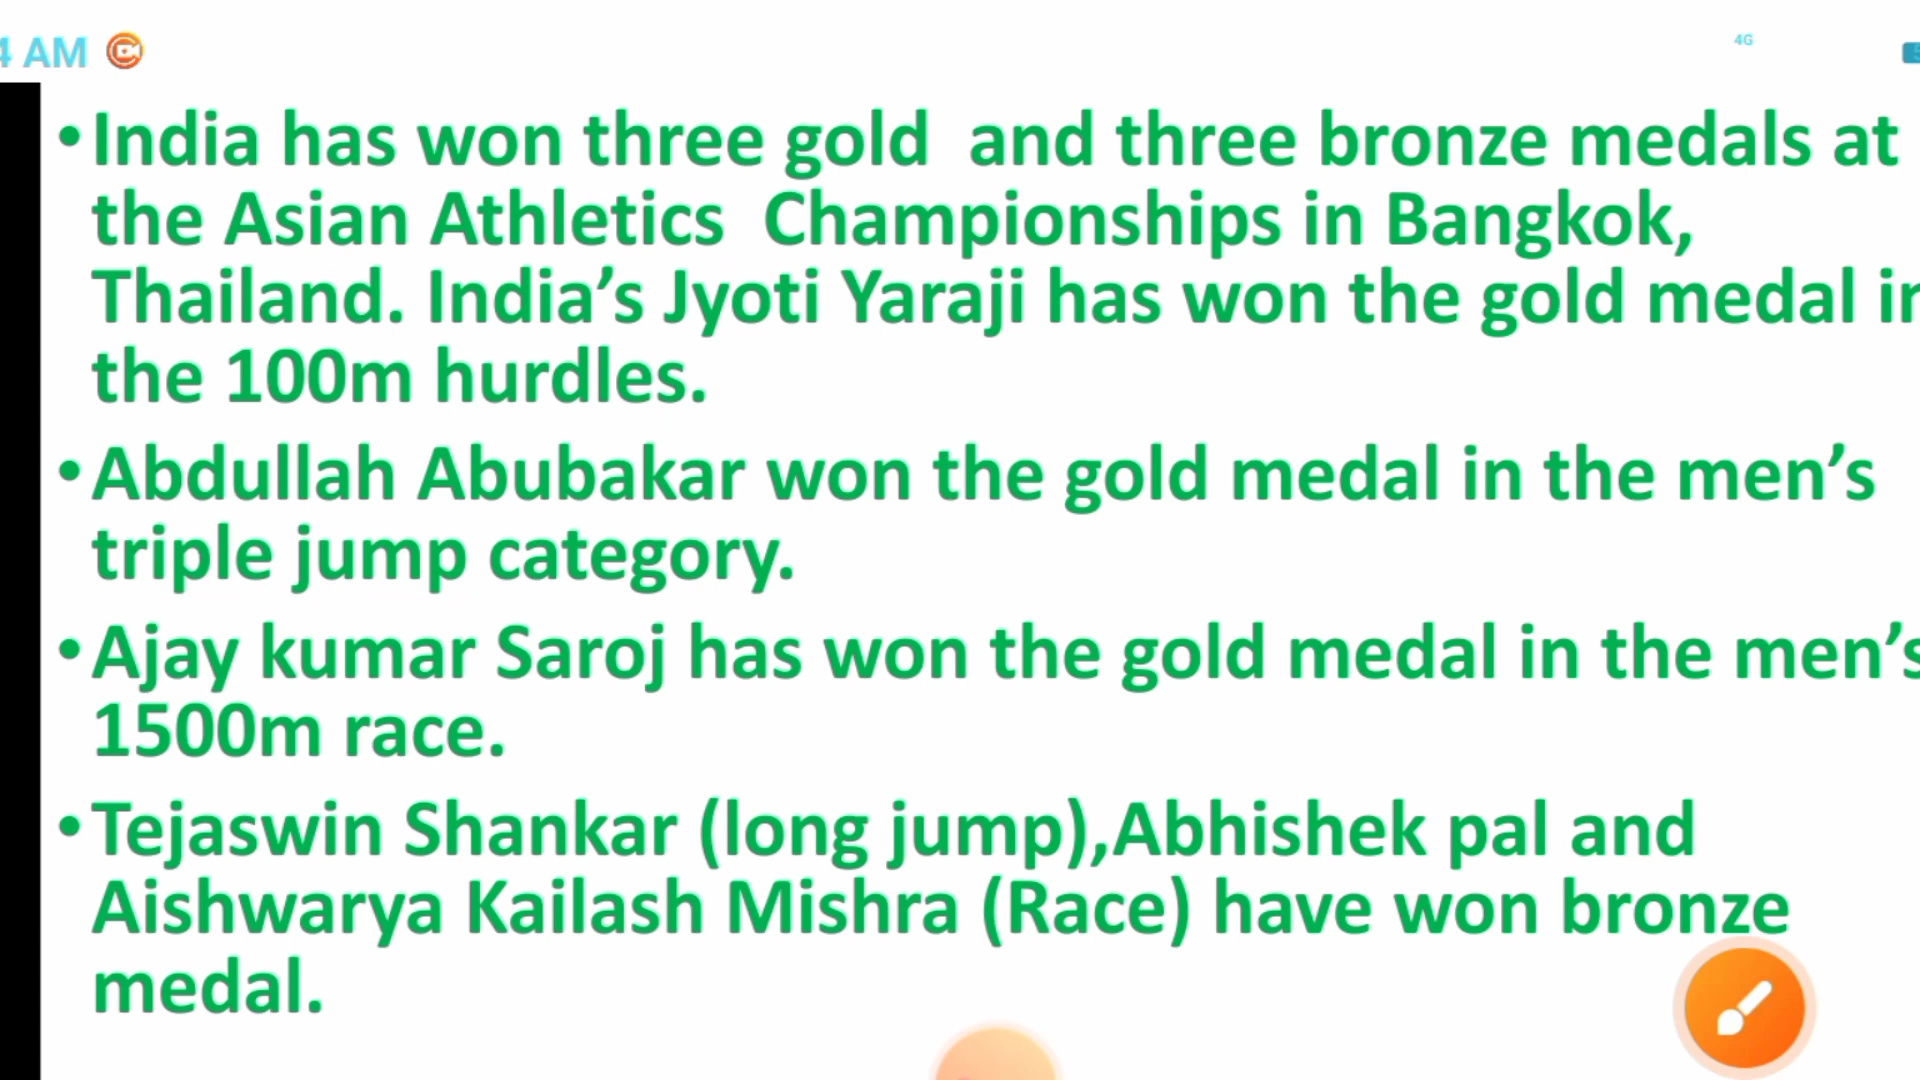 4 AM
4G
•India has won three gold  and three bronze medals at
the Asian Athletics  Championships in Bangkok,
Thailand. India’s Jyoti Yaraji has won the gold medal in
the 100m hurdles.
•Abdullah Abubakar won the gold medal in the men’s
triple jump category.
•Ajay kumar Saroj has won the gold medal in the men’s
1500m race.
•Tejaswin Shankar (long jump),Abhishek pal and
Aishwarya Kailash Mishra (Race) have won bronze
medal.